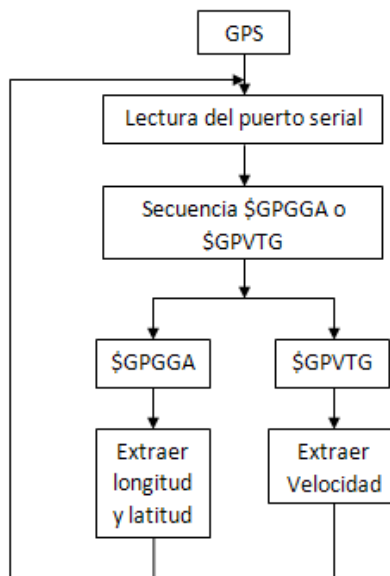 GPS
Lectura del puerto serial
Secuencia $GPGGA o
$GPVTG
$GPGGA
$GPVTG
Extraer
longitud
y latitud
Extraer
Velocidad